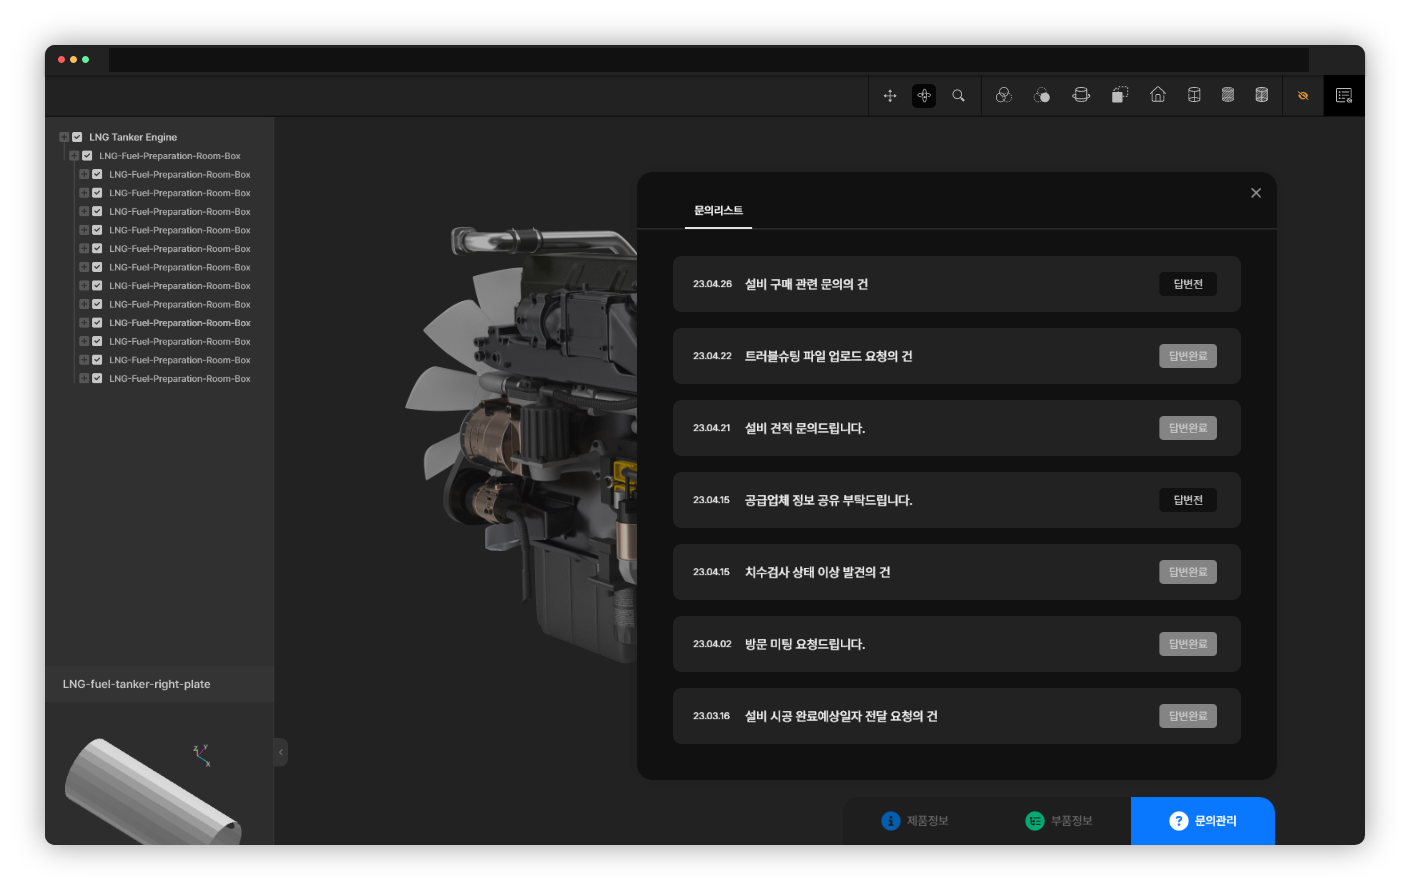 LNG Tanker Engine
LNG-Fuel-Preparation-Room-Box
LNG-Fuel-Preparation-Room-Box
LNG-Fuel-Preparation-Room-Box
LNG-Fuel-Preparation-Room-Box
LNG-Fuel-Preparation-Room-Box
LNG-Fuel-Preparation-Room-Box
LNG-Fuel-Preparation-Room-Box
LNG-Fuel-Preparation-Room-Box
LNG-Fuel-Preparation-Room-Box
LNG-Fuel-Preparation-Room-Box
LNG-Fuel-Preparation-Room-Box
LNG-Fuel-Preparation-Room-Box
LNG-Fuel-Preparation-Room-Box
LNG-fuel-tanker-right-plate
Z Y
X
문의리스트
23.04.26 설비 구매 관련 문의의 건 답변전
23.04.22 트러블슈팅 파일 업로드 요청의 건 답변완료
23.04.21 설비 견적 문의드립니다. 답변완료
23.04.15 공급업체 정보 공유 부탁드립니다. 답변전
23.04.15 치수검사 상태 이상 발견의 건 답변완료
23.04.02 방문 미팅 요청드립니다. 답변완료
23.03.16 설비 시공 완료예상일자 전달 요청의 건 답변완료
제품정보 부품정보 문의관리